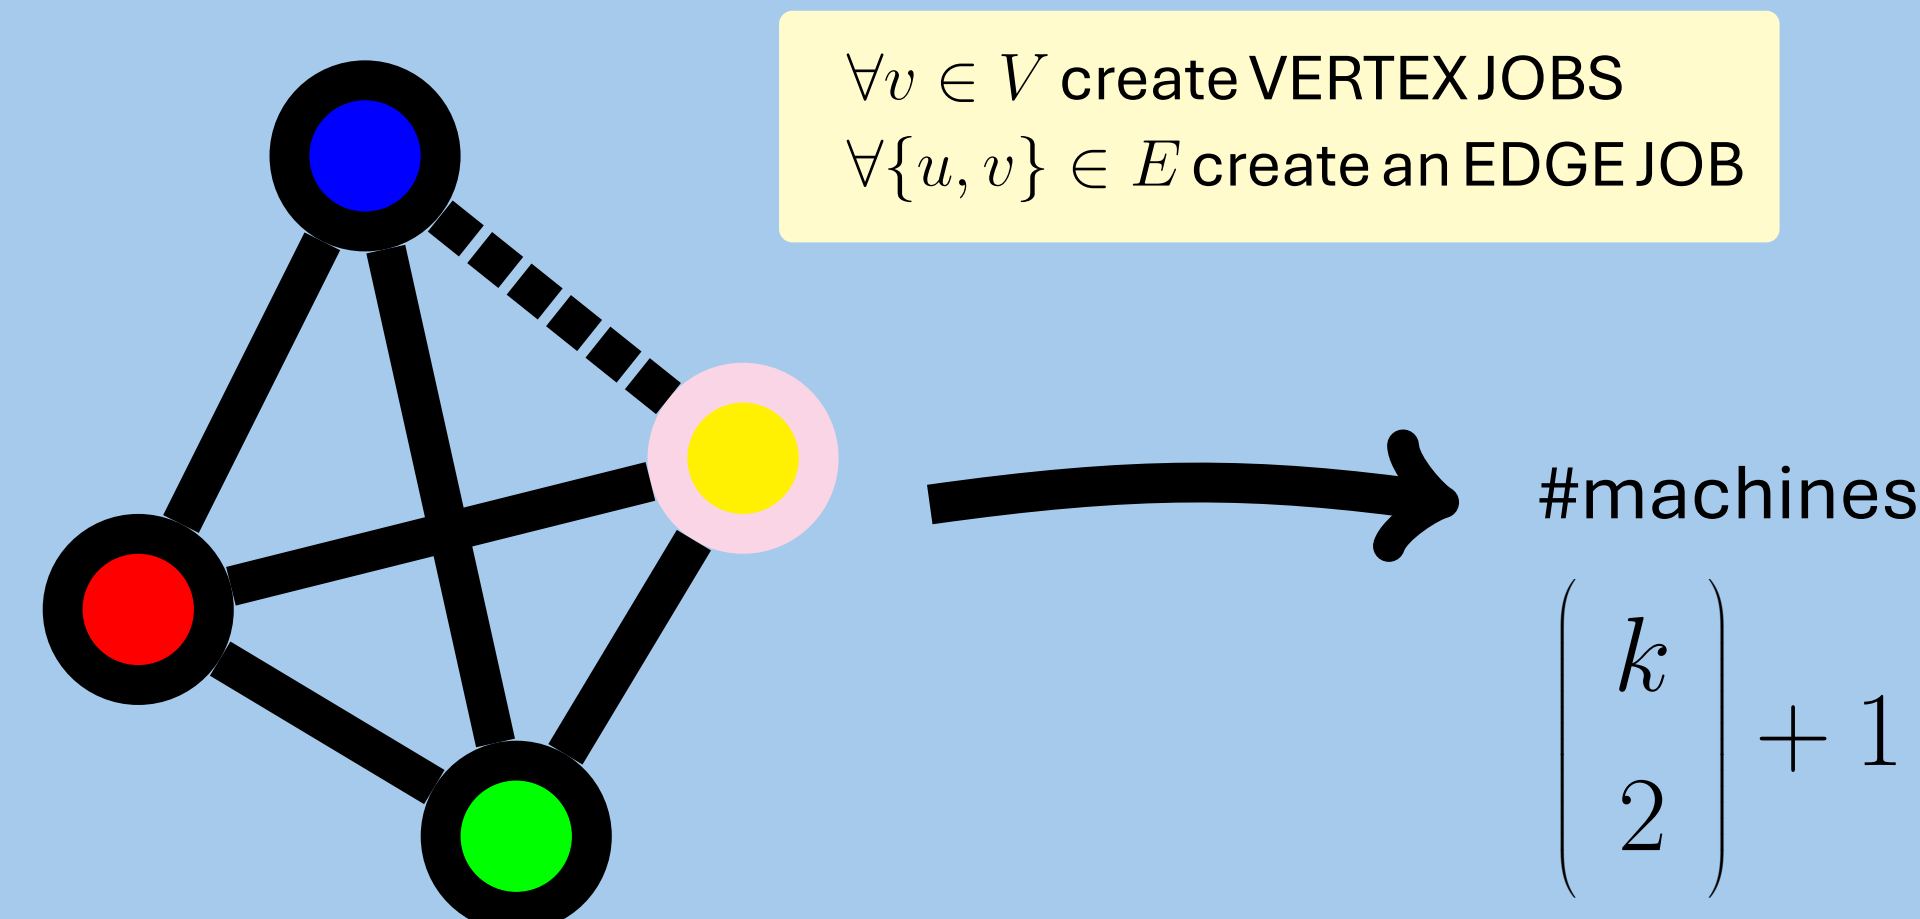 ∀v ∈ V create VERTEX JOBS
∀{u, v} ∈ E create an EDGE JOB
#machines
(k
2) + 1